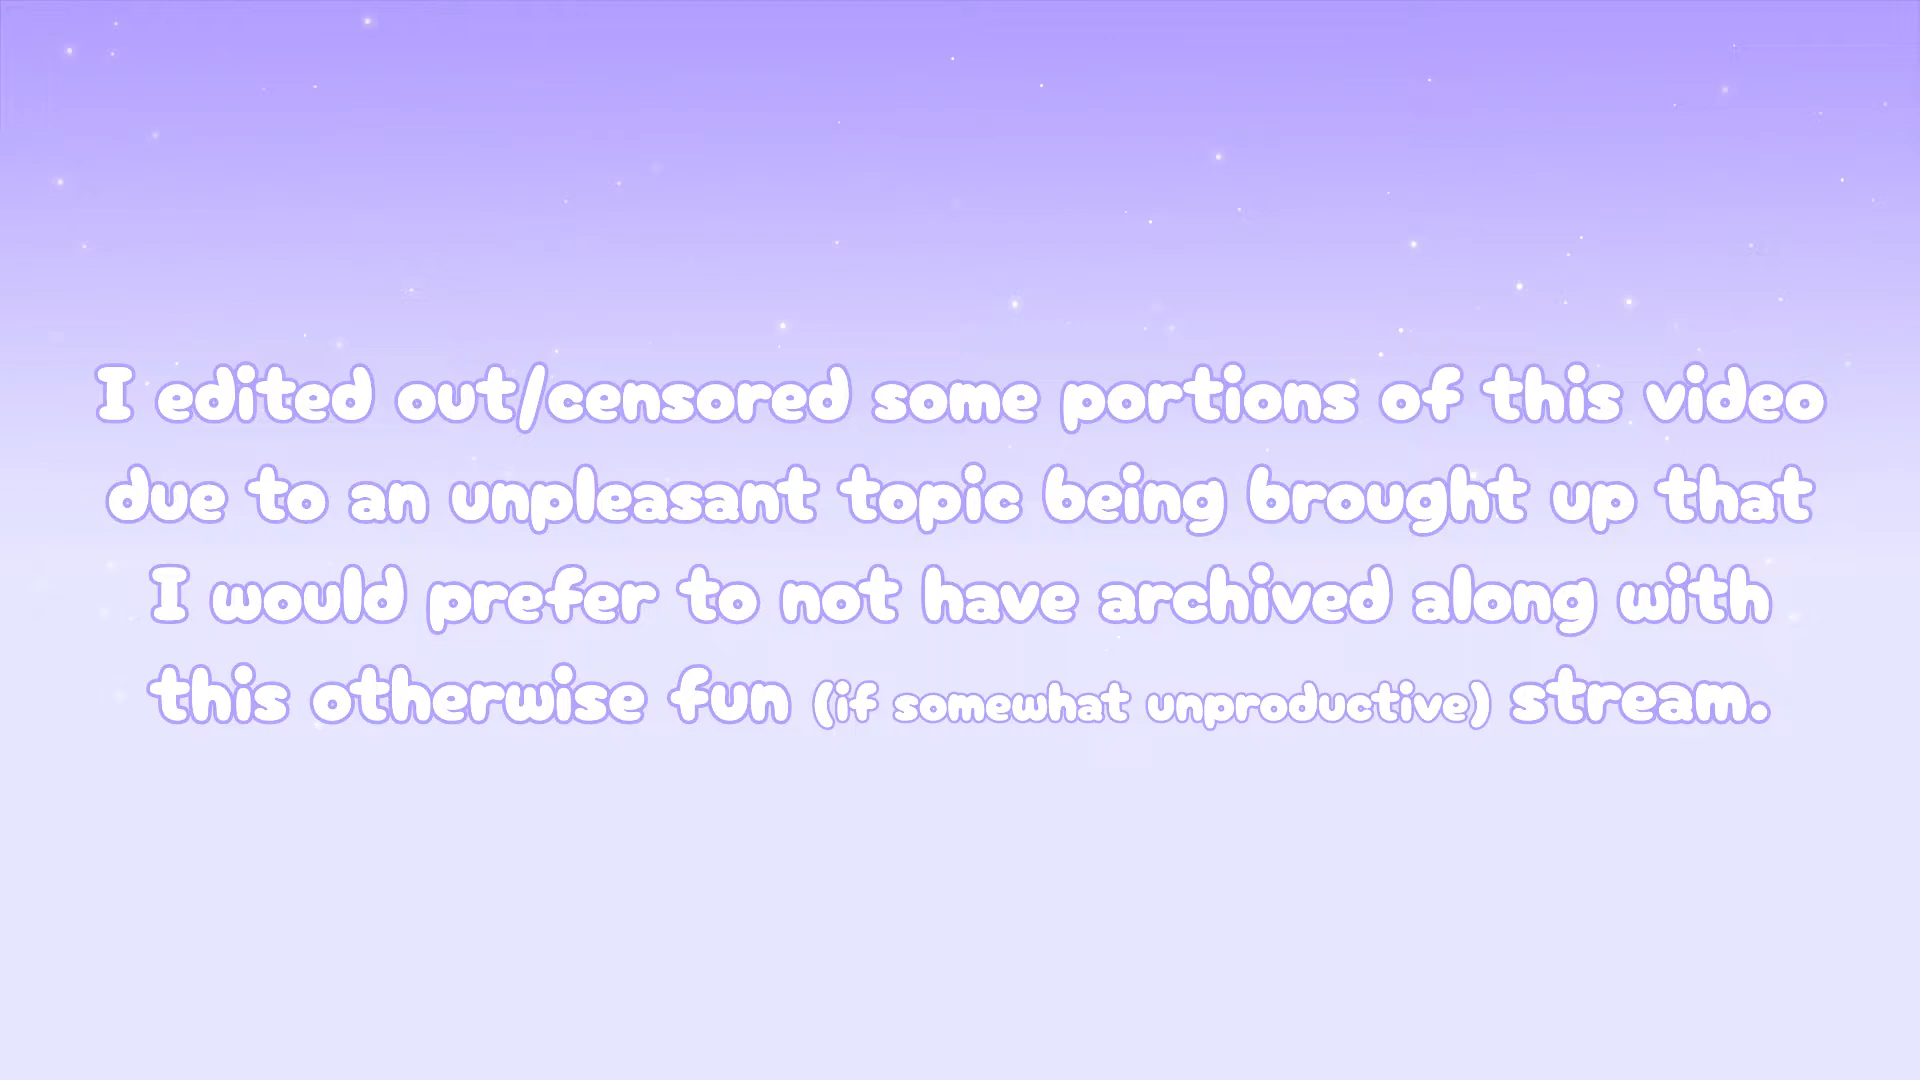 I edited out/censored some portions of this video
due to an unpleasant topic being brought up that
I would prefer to not have archived along with
this otherwise fun (if somewhat unproductive) stream.